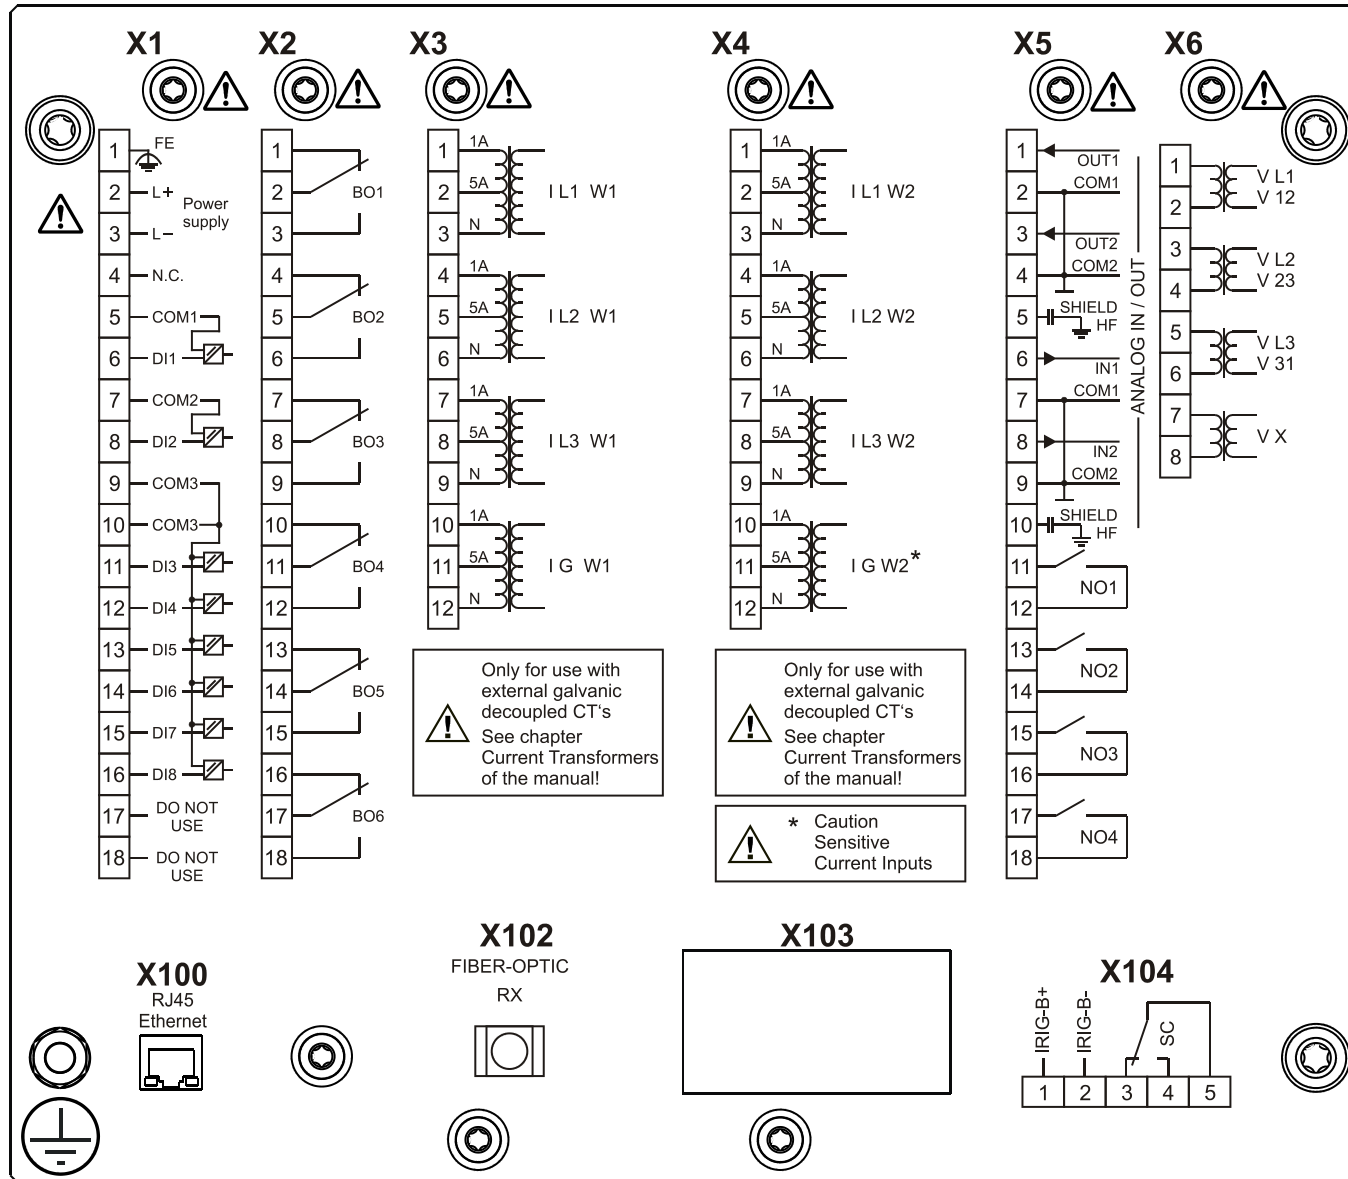 X1
1 FE
2 L+ Power
supply
3 L–
4 N.C.
5 COM1
6 DI1
7 COM2
8 DI2
9 COM3
10 COM3
11 DI3
12 DI4
13 DI5
14 DI6
15 DI7
16 DI8
17 DO NOT
USE
18 DO NOT
USE
X2
1
2 BO1
3
4
5 BO2
6
7
8 BO3
9
10
11 BO4
12
13
14 BO5
15
16
17 BO6
18
X3
1 1A
2 5A I L1 W1
3 N
4 1A
5 5A I L2 W1
6 N
7 1A
8 5A I L3 W1
9 N
10 1A
11 5A I G W1
12 N
Only for use with
external galvanic
decoupled CT‘s
! See chapter
Current Transformers
of the manual!
X4
1 1A
2 5A I L1 W2
3 N
4 1A
5 5A I L2 W2
6 N
7 1A
8 5A I L3 W2
9 N
10 1A
11 5A I G W2*
12 N
Only for use with
external galvanic
decoupled CT‘s
! See chapter
Current Transformers
of the manual!
* Caution
! Sensitive
Current Inputs
X5
1 OUT1
2 COM1
3 OUT2
4 COM2
5 SHIELD
HF
6 IN1
7 COM1
8 IN2
9 COM2
10 SHIELD
HF
11 NO1
12
13 NO2
14
15 NO3
16
17 NO4
18
ANALOG IN / OUT
X6
1 V L1
2 V 12
3 V L2
4 V 23
5 V L3
6 V 31
7 V X
8
X100
RJ45
Ethernet
X102
FIBER-OPTIC
RX
X103
X104
IRIG-B+
IRIG-B-
SC
1 2 3 4 5